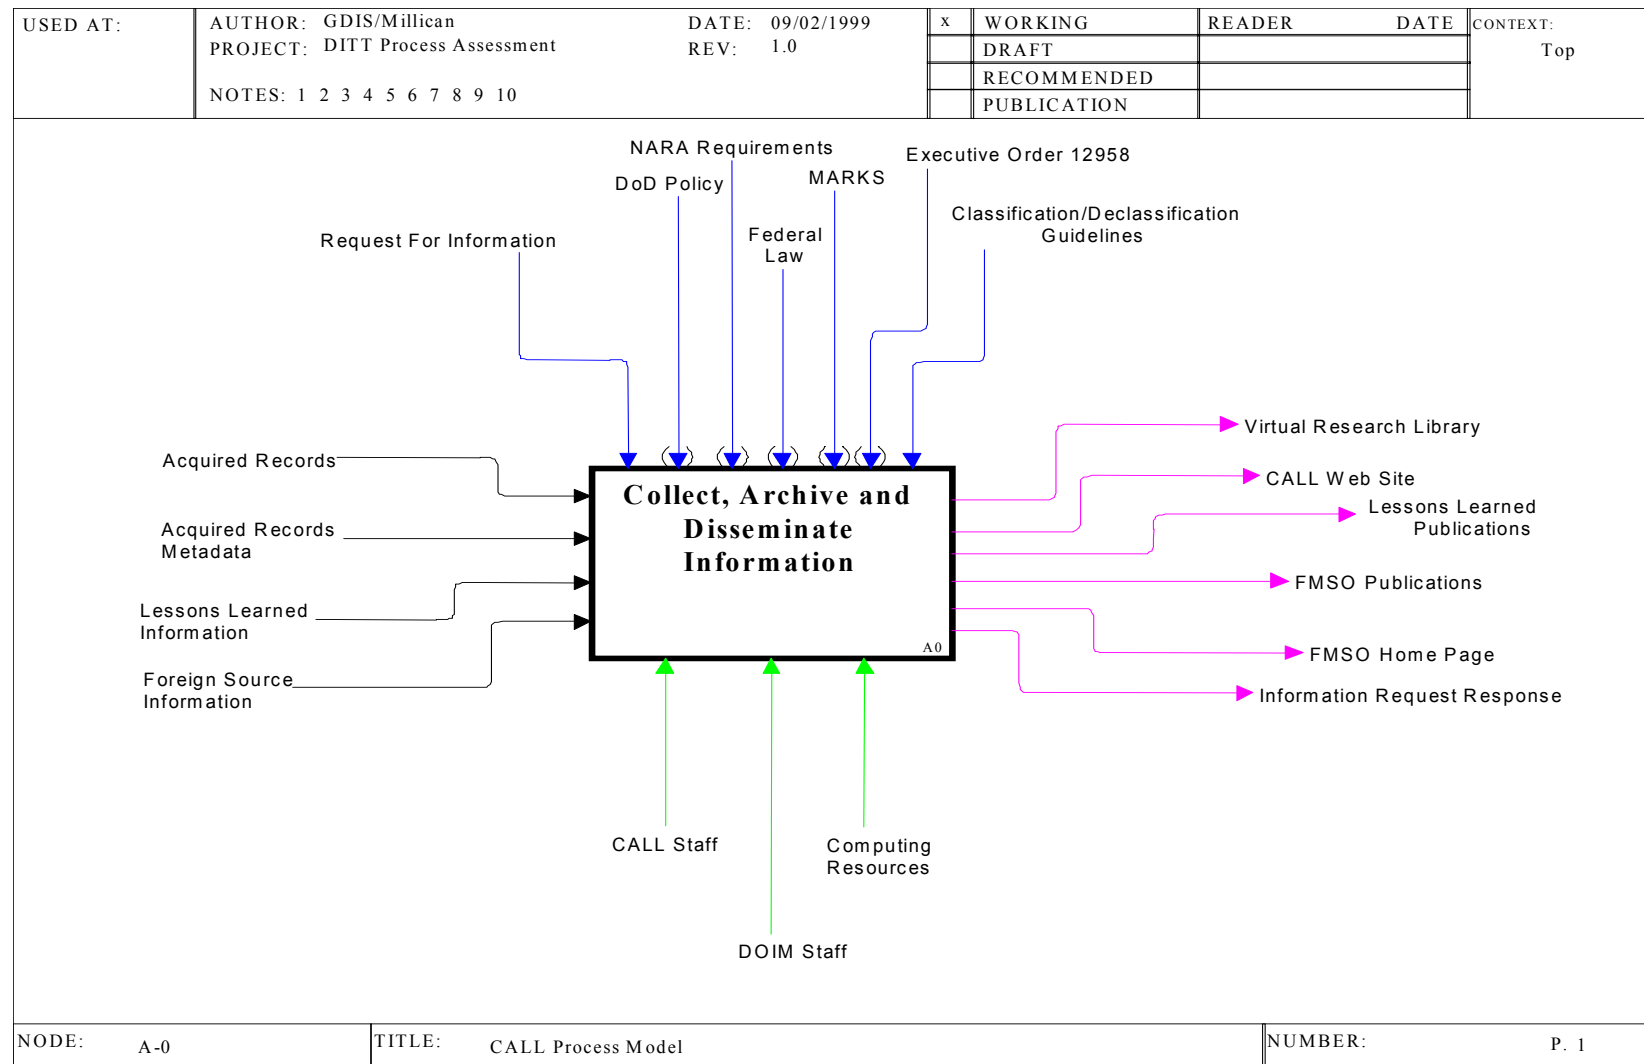 USED AT:
AUTHOR: GDIS/Millican
DATE: 09/02/1999
x WORKING
READER DATE
CONTEXT:
PROJECT: DITT Process Assessment
REV: 1.0
DRAFT
Top
RECOMMENDED
NOTES: 1 2 3 4 5 6 7 8 9 10
PUBLICATION
NARA Requirements
Executive Order 12958
DoD Policy
MARKS
Classification/Declassification
Guidelines
Request For Information
Federal
Law
Virtual Research Library
Acquired Records
CALL Web Site
Collect, Archive and
Disseminate
Information
Lessons Learned
Publications
Acquired Records
Metadata
FMSO Publications
Lessons Learned
Information
A0
FMSO Home Page
Foreign Source
Information
Information Request Response
CALL Staff
Computing
Resources
DOIM Staff
NODE: A-0
TITLE: CALL Process Model
NUMBER: P. 1